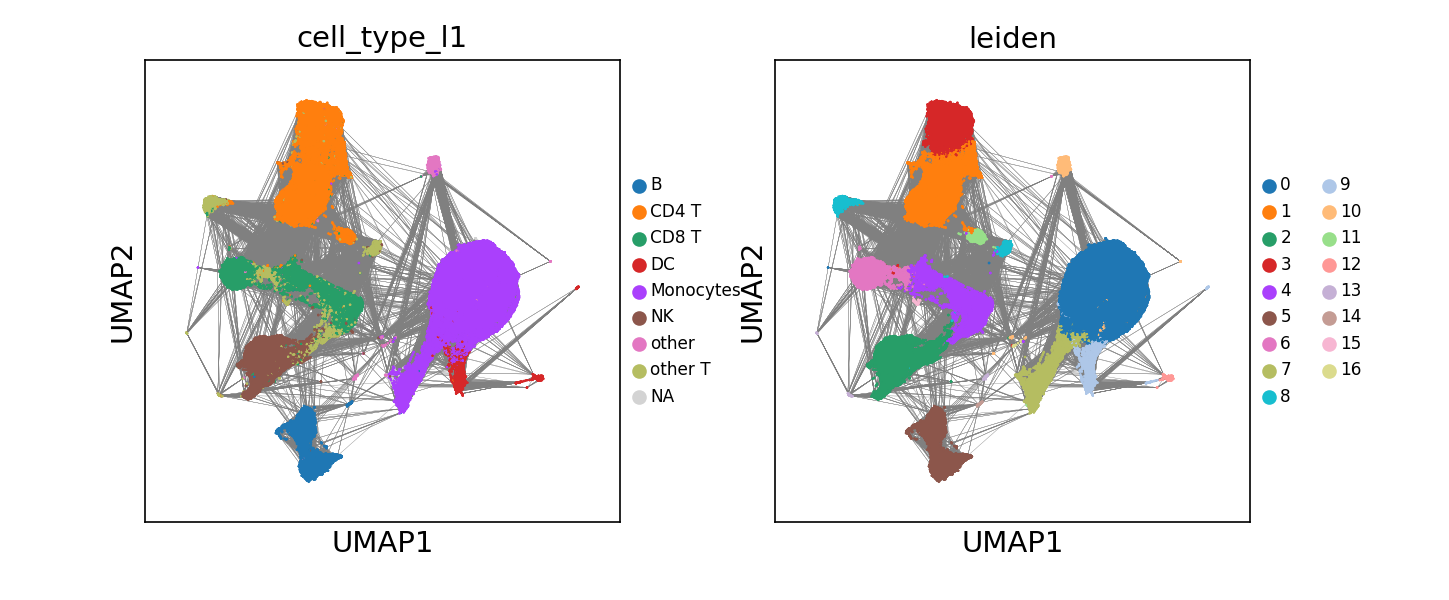 cell_type_l1
UMAP2
UMAP1
B
CD4 T
CD8 T
DC
Monocytes
NK
other
other T
NA
leiden
UMAP2
UMAP1
0 9
1 10
2 11
3 12
4 13
5 14
6 15
7 16
8